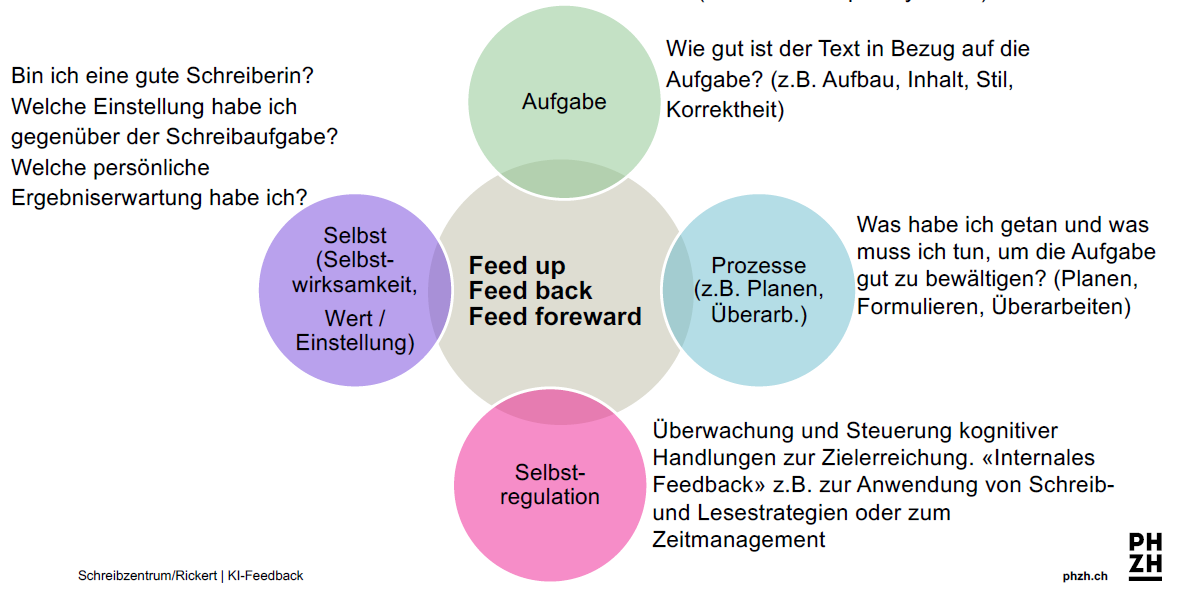 Wie gut ist der Text in Bezug auf die
Aufgabe? (z.B. Aufbau, Inhalt, Stil,
Korrektheit)
Aufgabe
Bin ich eine gute Schreiberin?
Welche Einstellung habe ich
gegenüber der Schreibaufgabe?
Welche persönliche
Ergebniserwartung habe ich?
Selbst
(Selbst-
wirksamkeit,
Wert /
Einstellung)
Feed up
Feed back
Feed foreward
Prozesse
(z.B. Planen,
Überarb.)
Was habe ich getan und was
muss ich tun, um die Aufgabe
gut zu bewältigen? (Planen,
Formulieren, Überarbeiten)
Selbst-
regulation
Überwachung und Steuerung kognitiver
Handlungen zur Zielerreichung. «Internales
Feedback» z.B. zur Anwendung von Schreib-
und Lesestrategien oder zum
Zeitmanagement
Schreibzentrum/Rickert | KI-Feedback
phzh.ch
PH
ZH